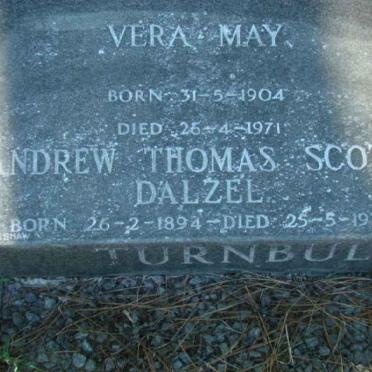 VERA MAY
BORN 31-5-1904
DIED 26-4-1971
NDREW THOMAS SCO
DALZEL
BORN 26-2-1894-DIED 25-5-19
TURNBUL